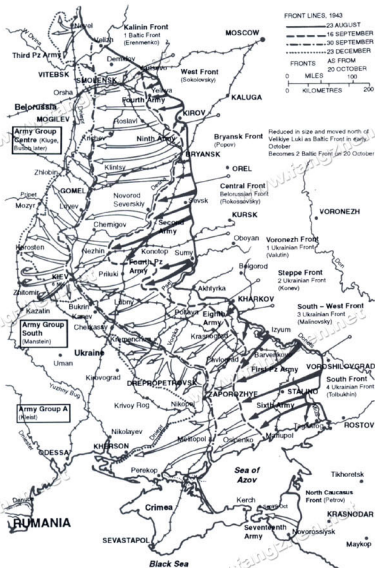 FRONT LINES, 1943
23 AUGUST
16 SEPTEMBER
30 SEPTEMBER
23 DECEMBER
FRONTS
AS FROM
20 OCTOBER
0 MILES 100
0 KILOMETRES 200
Nevel
Kalinin Front
1 Baltic Front
(Eremenko)
Velizh
Third Pz Army
VITEBSK
SMOLENSK
MOSCOW
West Front
(Sokolovsky)
Orsha
Yelnya
Fourth Army
KALUGA
Belorussia
MOGILEV
Roslavl
KIROV
Army Group
Centre (Kluge,
Busch later)
Ninth Army
BRYANSK
Bryansk Front
(Popov)
Reduced in size and moved north of
Velikiye Luki as Baltic Front in early
October
Becomes 2 Baltic Front on 20 October
Zhlobin
Klintsy
OREL
Central Front
Belorussian Front
(Rokossovsky)
GOMEL
Novorod
Severskiy
Sevsk
Mozyr
Chernigov
Second
Army
KURSK
VORONEZH
Oboyan
Voronezh Front
1 Ukrainian Front
(Vatutin)
Korosten
Nezhin
Konotop
Sumy
Fourth Pz
Army
Belgorod
KIEV
Priluki
Steppe Front
2 Ukrainian Front
(Konev)
Zhitomir
Akhtyrka
Kazatin
Bukrin
Lubny
KHARKOV
Kanev
Poltava
Eighth
Army
South – West Front
3 Ukrainian Front
(Malinovsky)
Army Group
South
(Manstein)
Cherkassy
Kremenchug
Krasnograd
Izyum
Ukraine
Barvenkovo
Uman
Pavlograd
First Pz Army
VOROSHILOVGRAD
Kirovograd
DNEPROPETROVSK
South Front
4 Ukrainian Front
(Tolbukhin)
STALINO
ZAPOROZHYE
Yuzhny Bug
Krivoy Rog
Nikopol
Sixth Army
Army Group A
(Kleist)
Taganrog
ROSTOV
Nikolayev
Melitopol
Osipenko
Mariupol
KHERSON
ODESSA
Sea of
Azov
Perekop
Tikhoretsk
North Caucasus
Front (Petrov)
Kerch
RUMANIA
Crimea
KRASNODAR
Seventeenth
Army
Novorossiysk
SEVASTAPOL
Maykop
Black Sea